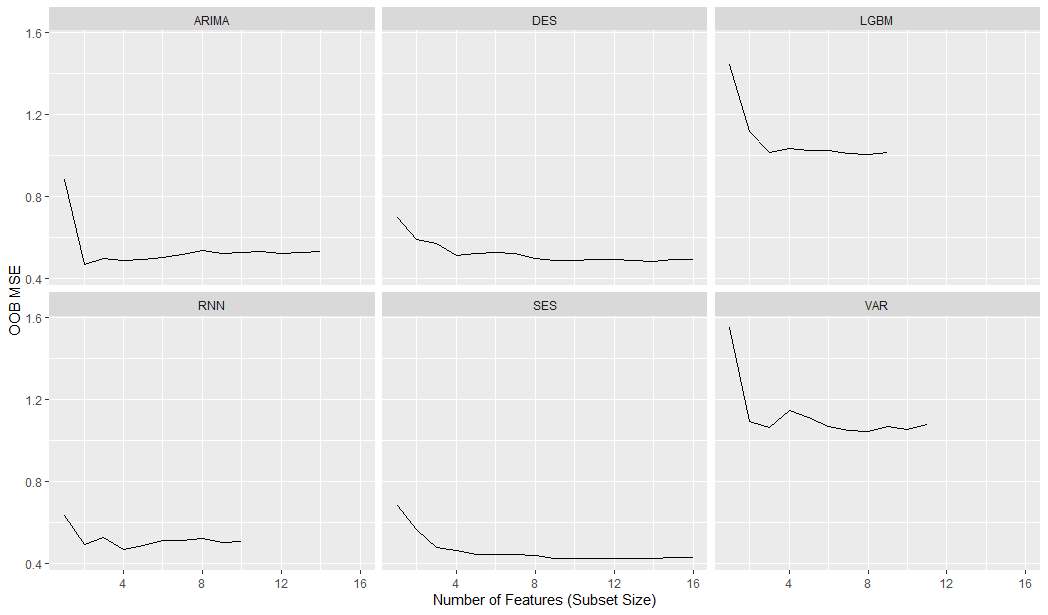 ARIMA DES LGBM
1.6
1.2
0.8
0.4
OOB MSE
RNN SES VAR
1.6
1.2
0.8
0.4
4 8 12 16 4 8 12 16 4 8 12 16
Number of Features (Subset Size)